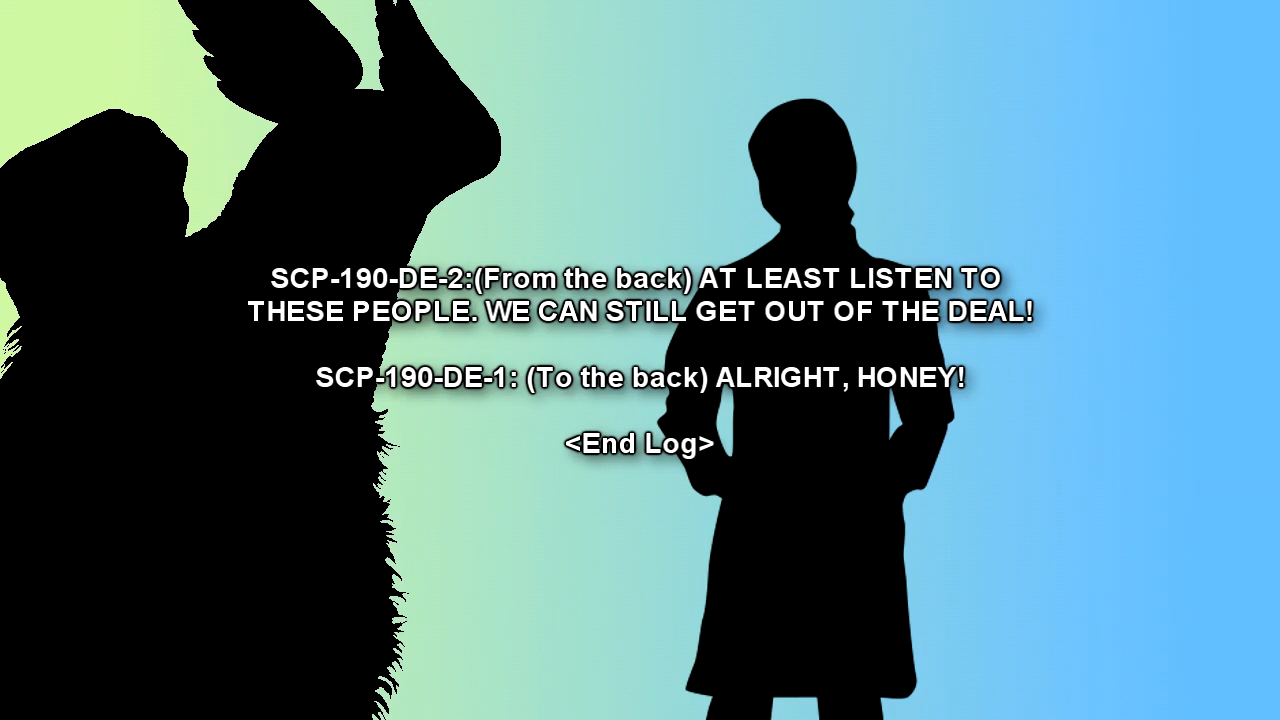 SCP-190-DE-2:(From the back) AT LEAST LISTEN TO
THESE PEOPLE. WE CAN STILL GET OUT OF THE DEAL!
SCP-190-DE-1: (To the back) ALRIGHT, HONEY!
<End Log>